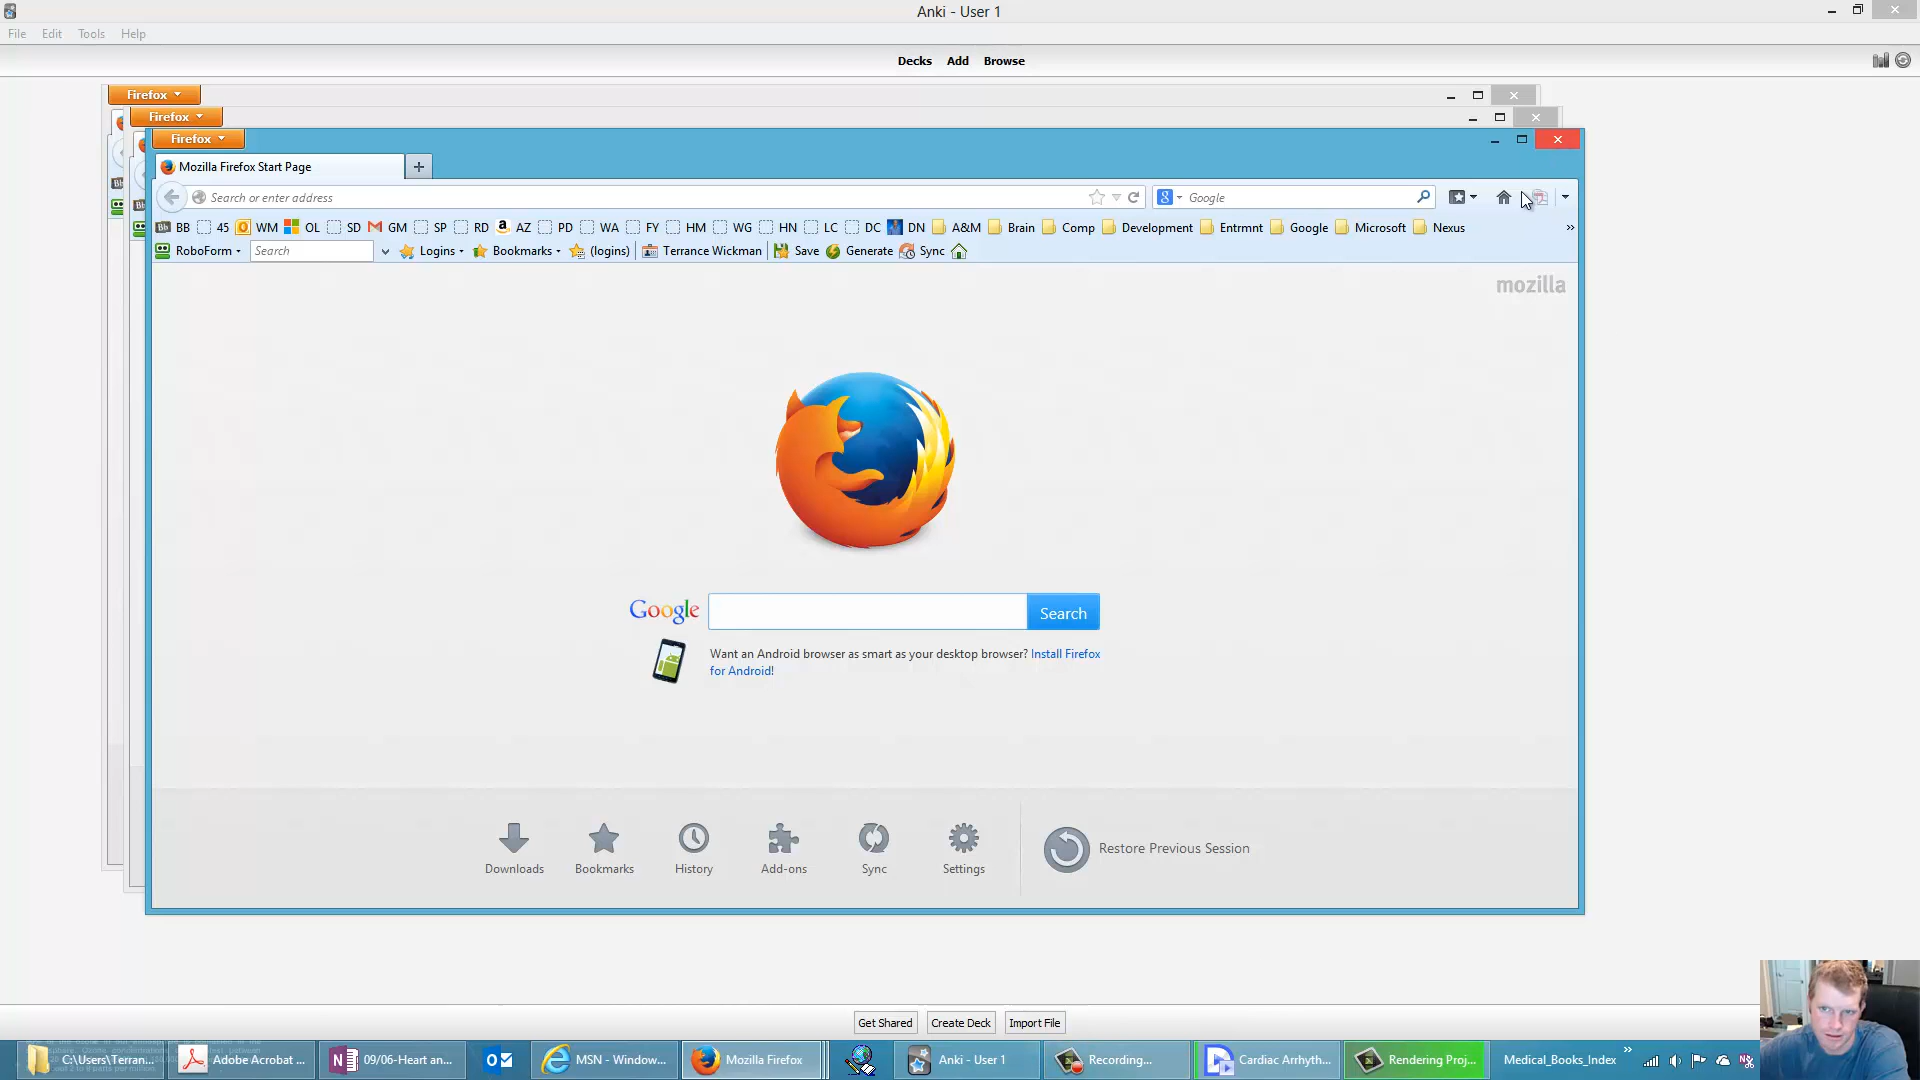 Anki - User 1
File Edit Tools Help
Decks Add Browse
Firefox
Firefox
Firefox
Mozilla Firefox Start Page
Search or enter address
Google
BB 45 WM OL SD GM SP RD AZ PD WA FY HM WG HN LC DC DN A&M Brain Comp Development Entrmnt Google Microsoft Nexus »
RoboForm Search Logins Bookmarks (logins) Terrance Wickman Save Generate Sync
mozilla
Google Search
Want an Android browser as smart as your desktop browser? Install Firefox
for Android!
Downloads Bookmarks History Add-ons Sync Settings Restore Previous Session
Get Shared Create Deck Import File
C:\Users\Terran... Adobe Acrobat ... 09/06-Heart an... MSN - Window... Mozilla Firefox Anki - User 1 Recording... Cardiac Arrhyth... Rendering Proj... Medical_Books_Index »